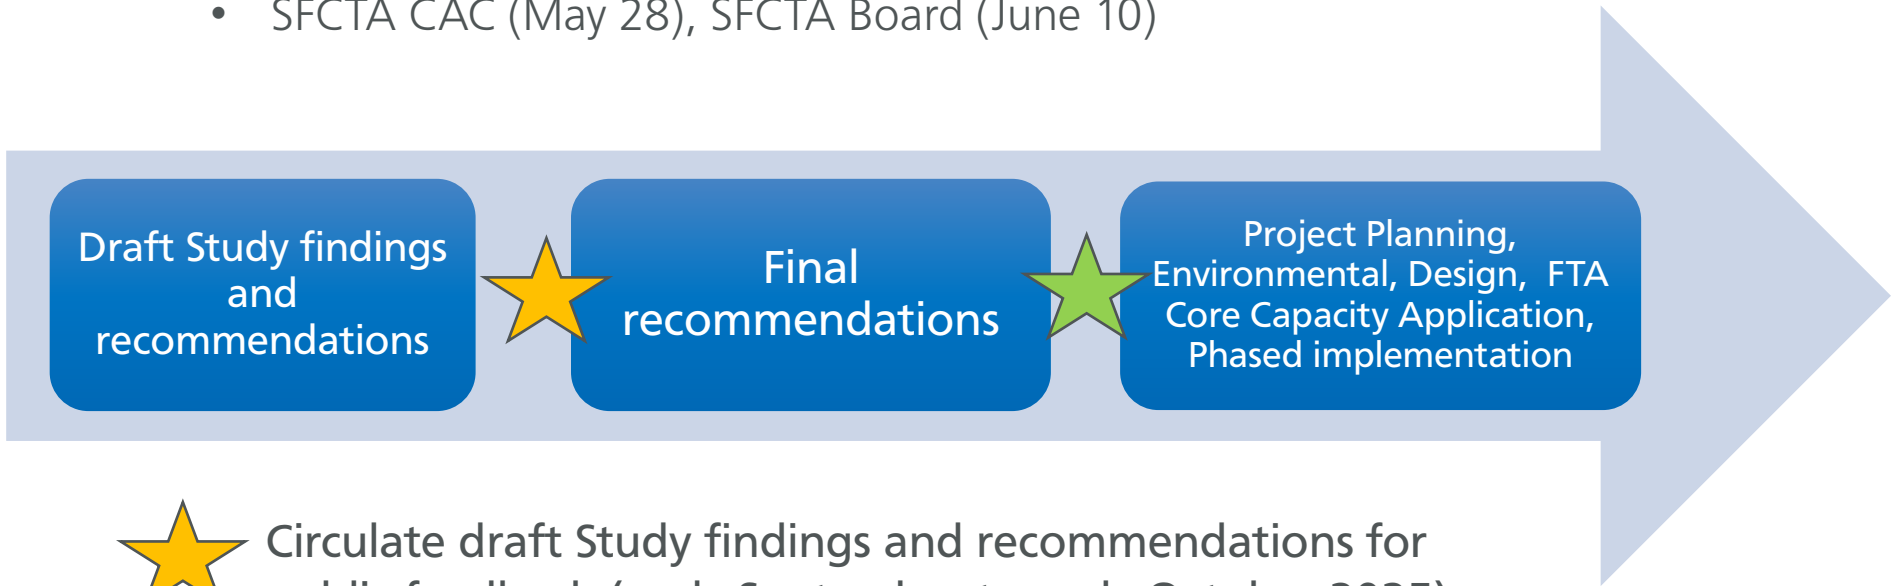 • SFCTA CAC (May 28), SFCTA Board (June 10)
Draft Study findings
and
recommendations
Final
recommendations
Project Planning,
Environmental, Design, FTA
Core Capacity Application,
Phased implementation
Circulate draft Study findings and recommendations for